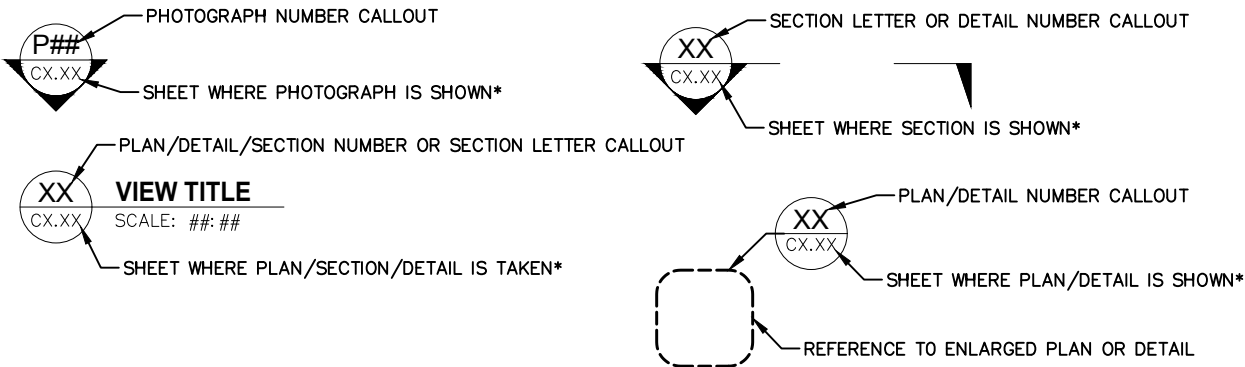 PHOTOGRAPH NUMBER CALLOUT
P##
CX.XX
SHEET WHERE PHOTOGRAPH IS SHOWN*
SECTION LETTER OR DETAIL NUMBER CALLOUT
XX
CX.XX
SHEET WHERE SECTION IS SHOWN*
PLAN/DETAIL/SECTION NUMBER OR SECTION LETTER CALLOUT
XX
VIEW TITLE
CX.XX
SCALE: ##:##
SHEET WHERE PLAN/SECTION/DETAIL IS TAKEN*
PLAN/DETAIL NUMBER CALLOUT
XX
CX.XX
SHEET WHERE PLAN/DETAIL IS SHOWN*
REFERENCE TO ENLARGED PLAN OR DETAIL